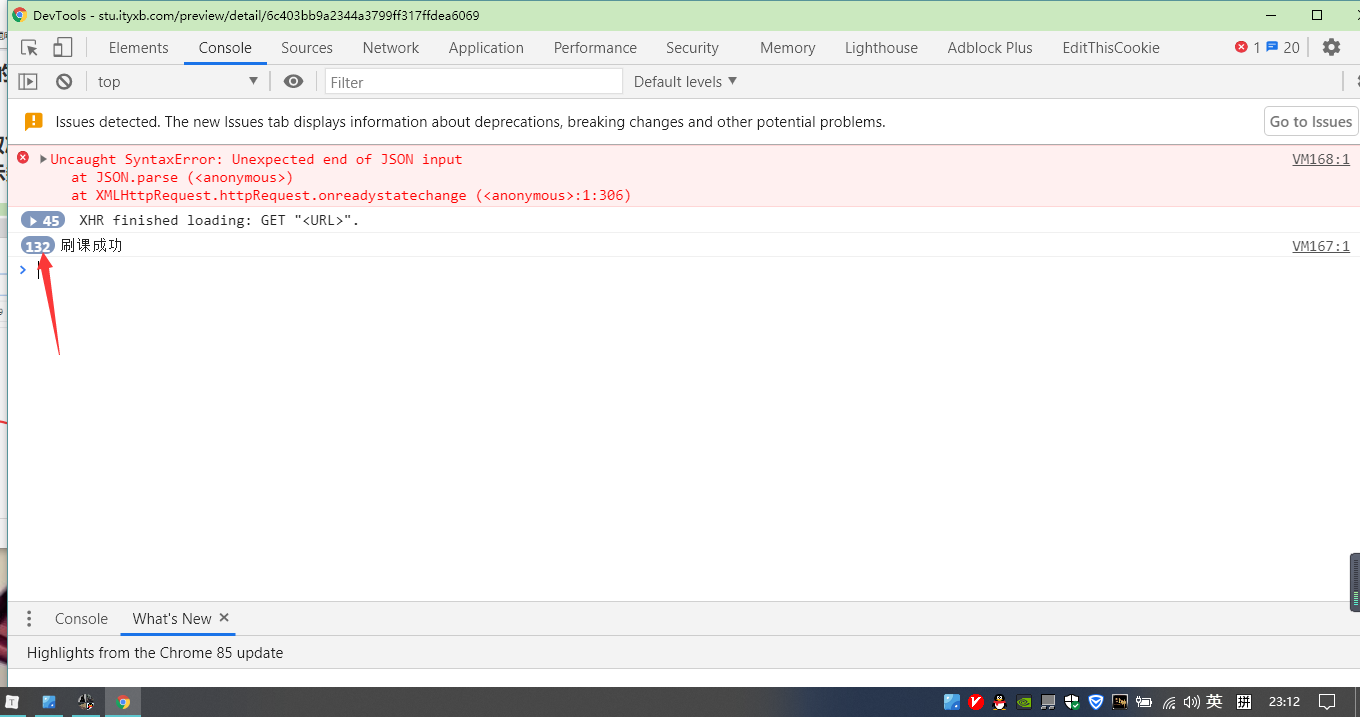 DevTools - stu.ityxb.com/preview/detail/6c403bb9a2344a3799ff317ffdea6069
Elements Console Sources Network Application Performance Security Memory Lighthouse Adblock Plus EditThisCookie 1 20
top Filter Default levels
Issues detected. The new Issues tab displays information about deprecations, breaking changes and other potential problems. Go to Issues
Uncaught SyntaxError: Unexpected end of JSON input VM168:1
at JSON.parse (<anonymous>)
at XMLHttpRequest.httpRequest.onreadystatechange (<anonymous>:1:306)
45 XHR finished loading: GET "<URL>".
132 刷课成功 VM167:1
Console What's New
Highlights from the Chrome 85 update
英 拼 23:12